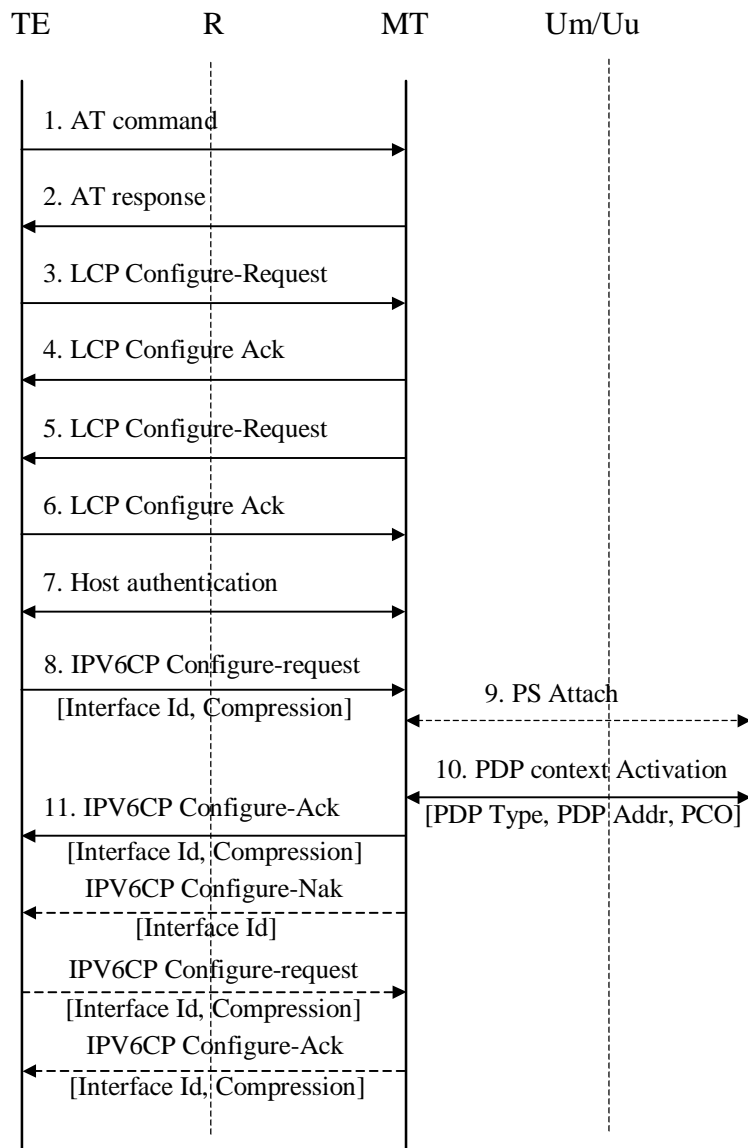 TE R MT Um/Uu
1. AT command
2. AT response
3. LCP Configure-Request
4. LCP Configure Ack
5. LCP Configure-Request
6. LCP Configure Ack
7. Host authentication
8. IPV6CP Configure-request
[Interface Id, Compression]
9. PS Attach
10. PDP context Activation
[PDP Type, PDP Addr, PCO]
11. IPV6CP Configure-Ack
[Interface Id, Compression]
IPV6CP Configure-Nak
[Interface Id]
IPV6CP Configure-request
[Interface Id, Compression]
IPV6CP Configure-Ack
[Interface Id, Compression]